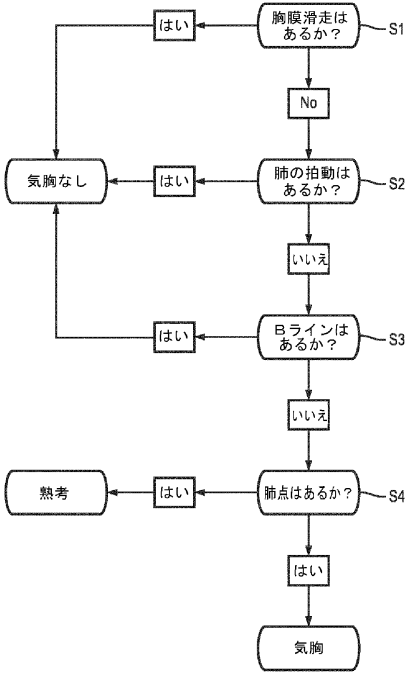 胸膜滑走は
あるか？
S1
はい
No
肺の拍動は
あるか？
S2
はい
気胸なし
いいえ
Bラインは
あるか？
S3
はい
いいえ
肺点はあるか？
S4
はい
熟考
はい
気胸